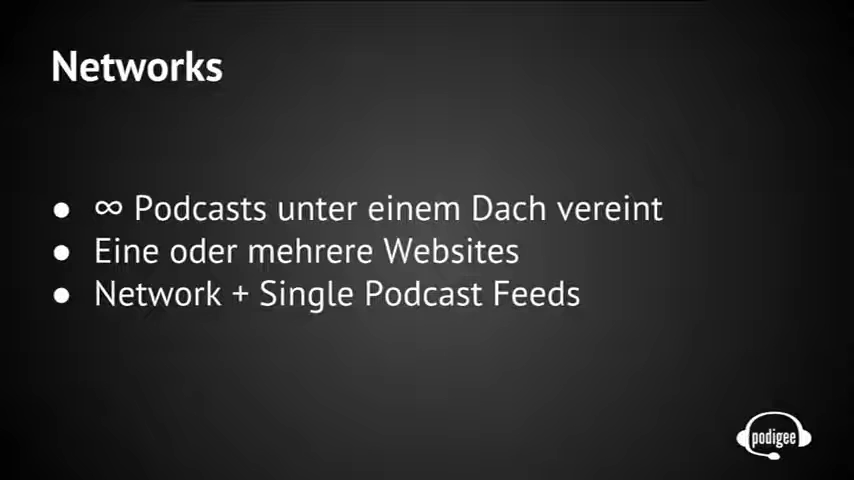 Networks
● ∞ Podcasts unter einem Dach vereint
● Eine oder mehrere Websites
● Network + Single Podcast Feeds
podigee